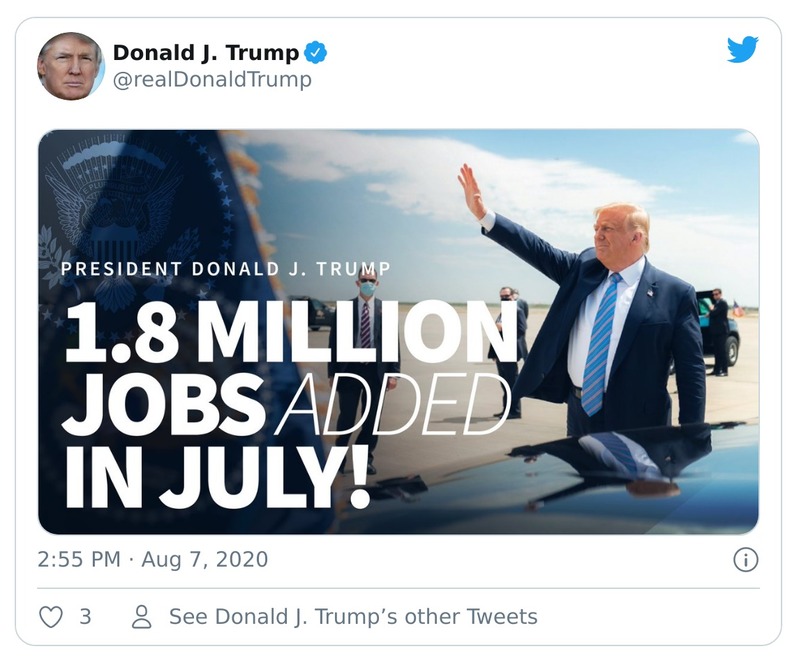 Donald J. Trump
@realDonaldTrump
PRESIDENT DONALD J. TRUMP
1.8 MILLION
JOBS ADDED
IN JULY!
2:55 PM · Aug 7, 2020
3
See Donald J. Trump’s other Tweets